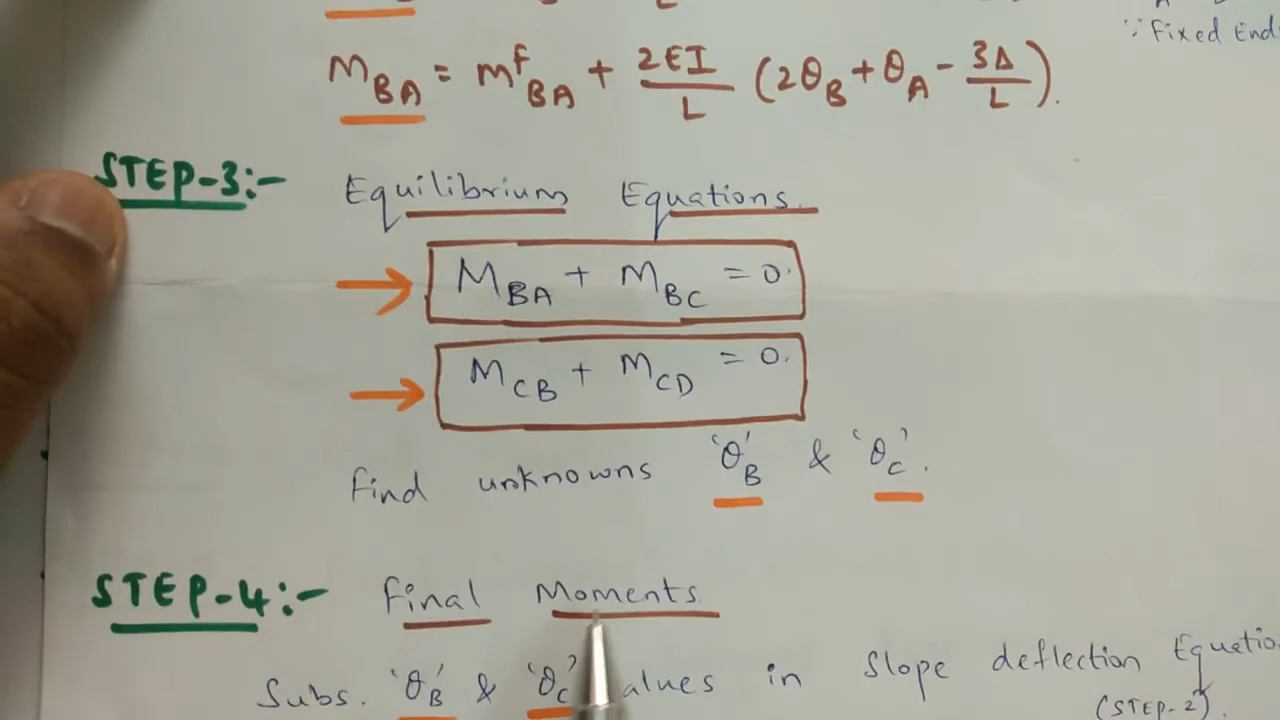 ∵ Fixed End
M_BA = M^F_BA + 2EI/L (2θ_B + θ_A - 3Δ/L).
STEP-3:- Equilibrium Equations.
→ M_BA + M_BC = 0.
→ M_CB + M_CD = 0.
Find unknowns 'θ_B' & 'θ_C'.
STEP-4:- Final Moments
Subs. 'θ_B' & 'θ_C' values in Slope deflection Equatio
(STEP-2).